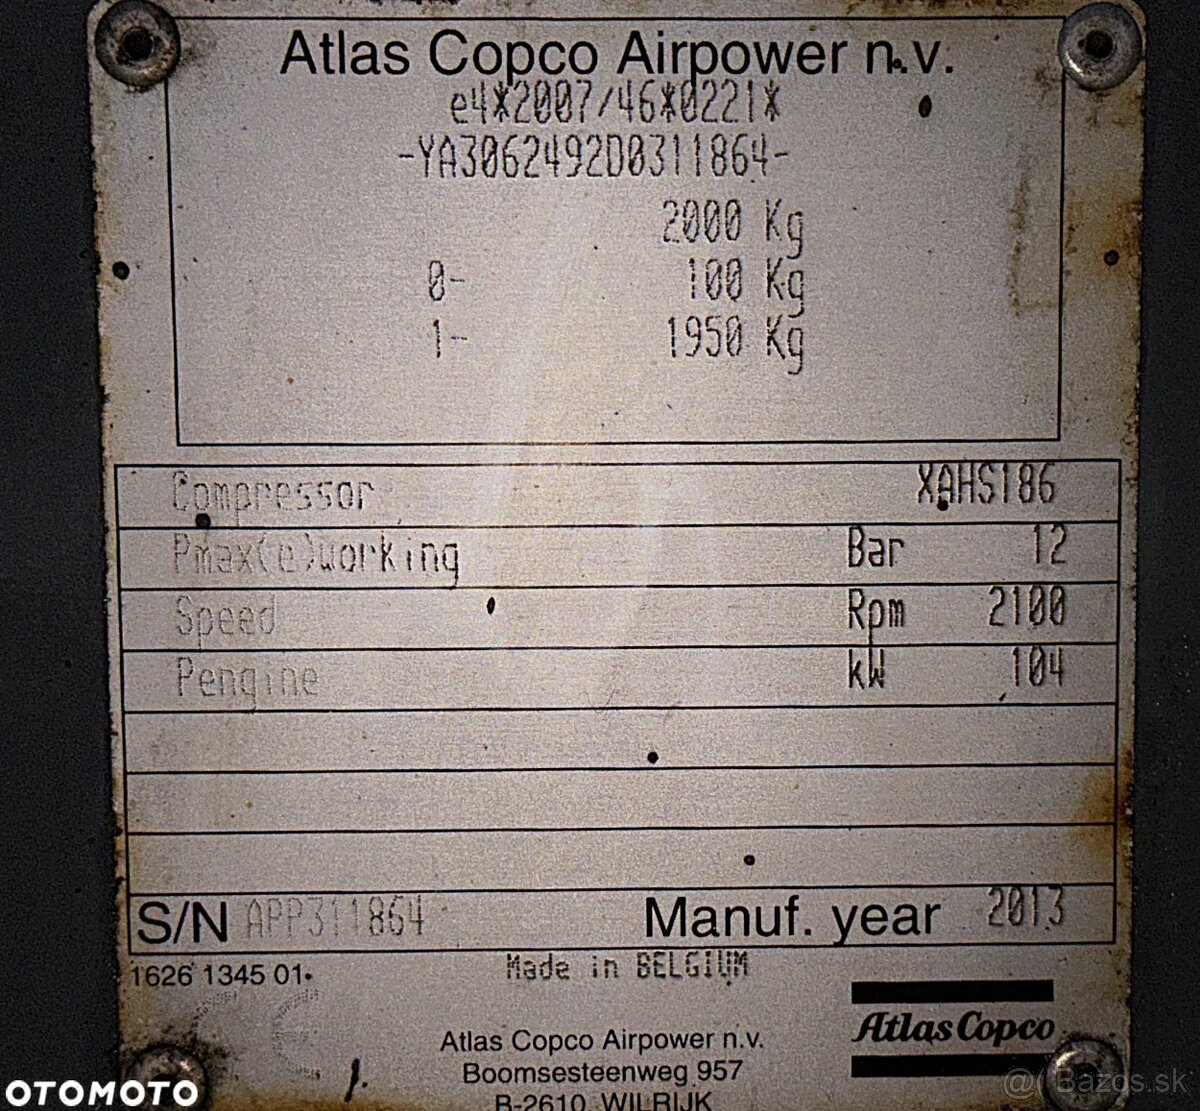 Atlas Copco Airpower n.v.
e4*2007/46*0221*
-YA3062492D0311864-
2000 Kg
0- 100 Kg
1- 1950 Kg
Compressor XAHS186
Pmax(e)working Bar 12
Speed Rpm 2100
Pengine kW 104
S/N APP311864 Manuf. year 2013
1626 1345 01
Made in BELGIUM
CE
Atlas Copco
Atlas Copco Airpower n.v.
Boomsesteenweg 957
B-2610 WILRIJK
OTOMOTO
@ Bazos.sk